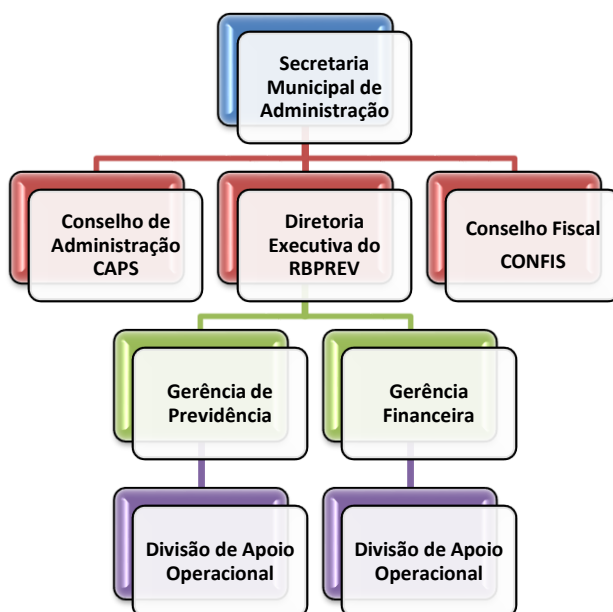 Secretaria
Municipal de
Administração
Conselho de
Administração
CAPS
Diretoria
Executiva do
RBPREV
Conselho Fiscal
CONFIS
Gerência de
Previdência
Gerência
Financeira
Divisão de Apoio
Operacional
Divisão de Apoio
Operacional